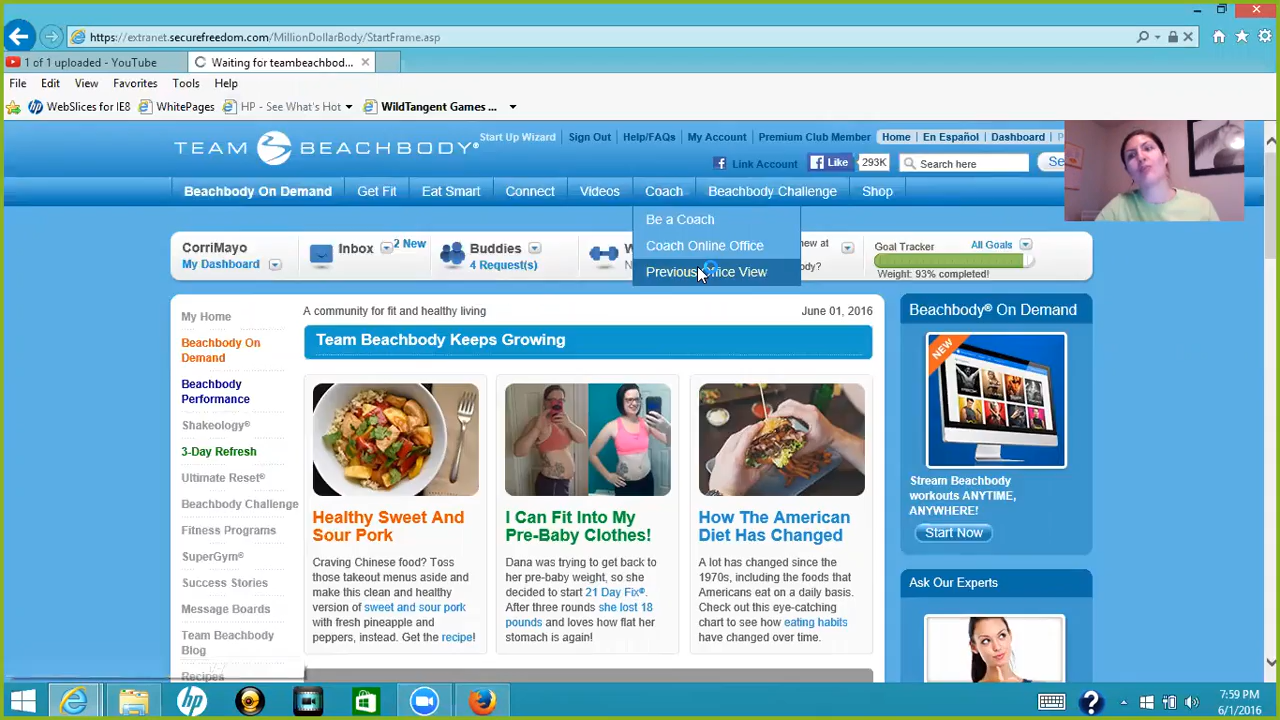 https://extranet.securefreedom.com/MillionDollarBody/StartFrame.asp
1 of 1 uploaded - YouTube
Waiting for teambeachbod...
File Edit View Favorites Tools Help
WebSlices for IE8 WhitePages HP - See What's Hot WildTangent Games ...
TEAM BEACHBODY®
Start Up Wizard Sign Out Help/FAQs My Account Premium Club Member Home En Español Dashboard
Link Account Like 293K Search here Se
Beachbody On Demand Get Fit Eat Smart Connect Videos Coach Beachbody Challenge Shop
Be a Coach
Coach Online Office
Previous Office View
CorriMayo
My Dashboard
Inbox 2 New
Buddies
4 Request(s)
Goal Tracker All Goals
Weight: 93% completed!
A community for fit and healthy living June 01, 2016
Team Beachbody Keeps Growing
My Home
Beachbody On
Demand
Beachbody
Performance
Shakeology®
3-Day Refresh
Ultimate Reset®
Beachbody Challenge
Fitness Programs
SuperGym®
Success Stories
Message Boards
Team Beachbody
Blog
Recipes
Healthy Sweet And
Sour Pork
Craving Chinese food? Toss
those takeout menus aside and
make this clean and healthy
version of sweet and sour pork
with fresh pineapple and
peppers, instead. Get the recipe!
I Can Fit Into My
Pre-Baby Clothes!
Dana was trying to get back to
her pre-baby weight, so she
decided to start 21 Day Fix®.
After three rounds she lost 18
pounds and loves how flat her
stomach is again!
How The American
Diet Has Changed
A lot has changed since the
1970s, including the foods that
Americans eat on a daily basis.
Check out this eye-catching
chart to see how eating habits
have changed over time.
Beachbody® On Demand
NEW
Stream Beachbody
workouts ANYTIME,
ANYWHERE!
Start Now
Ask Our Experts
7:59 PM
6/1/2016